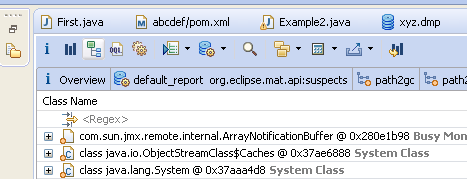 First.java abcdef/pom.xml Example2.java xyz.dmp
i Overview default_report org.eclipse.mat.api:suspects path2gc path2
Class Name
<Regex>
com.sun.jmx.remote.internal.ArrayNotificationBuffer @ 0x280e1b98 Busy Mon
class java.io.ObjectStreamClass$Caches @ 0x37ae6888 System Class
class java.lang.System @ 0x37aaa4d8 System Class